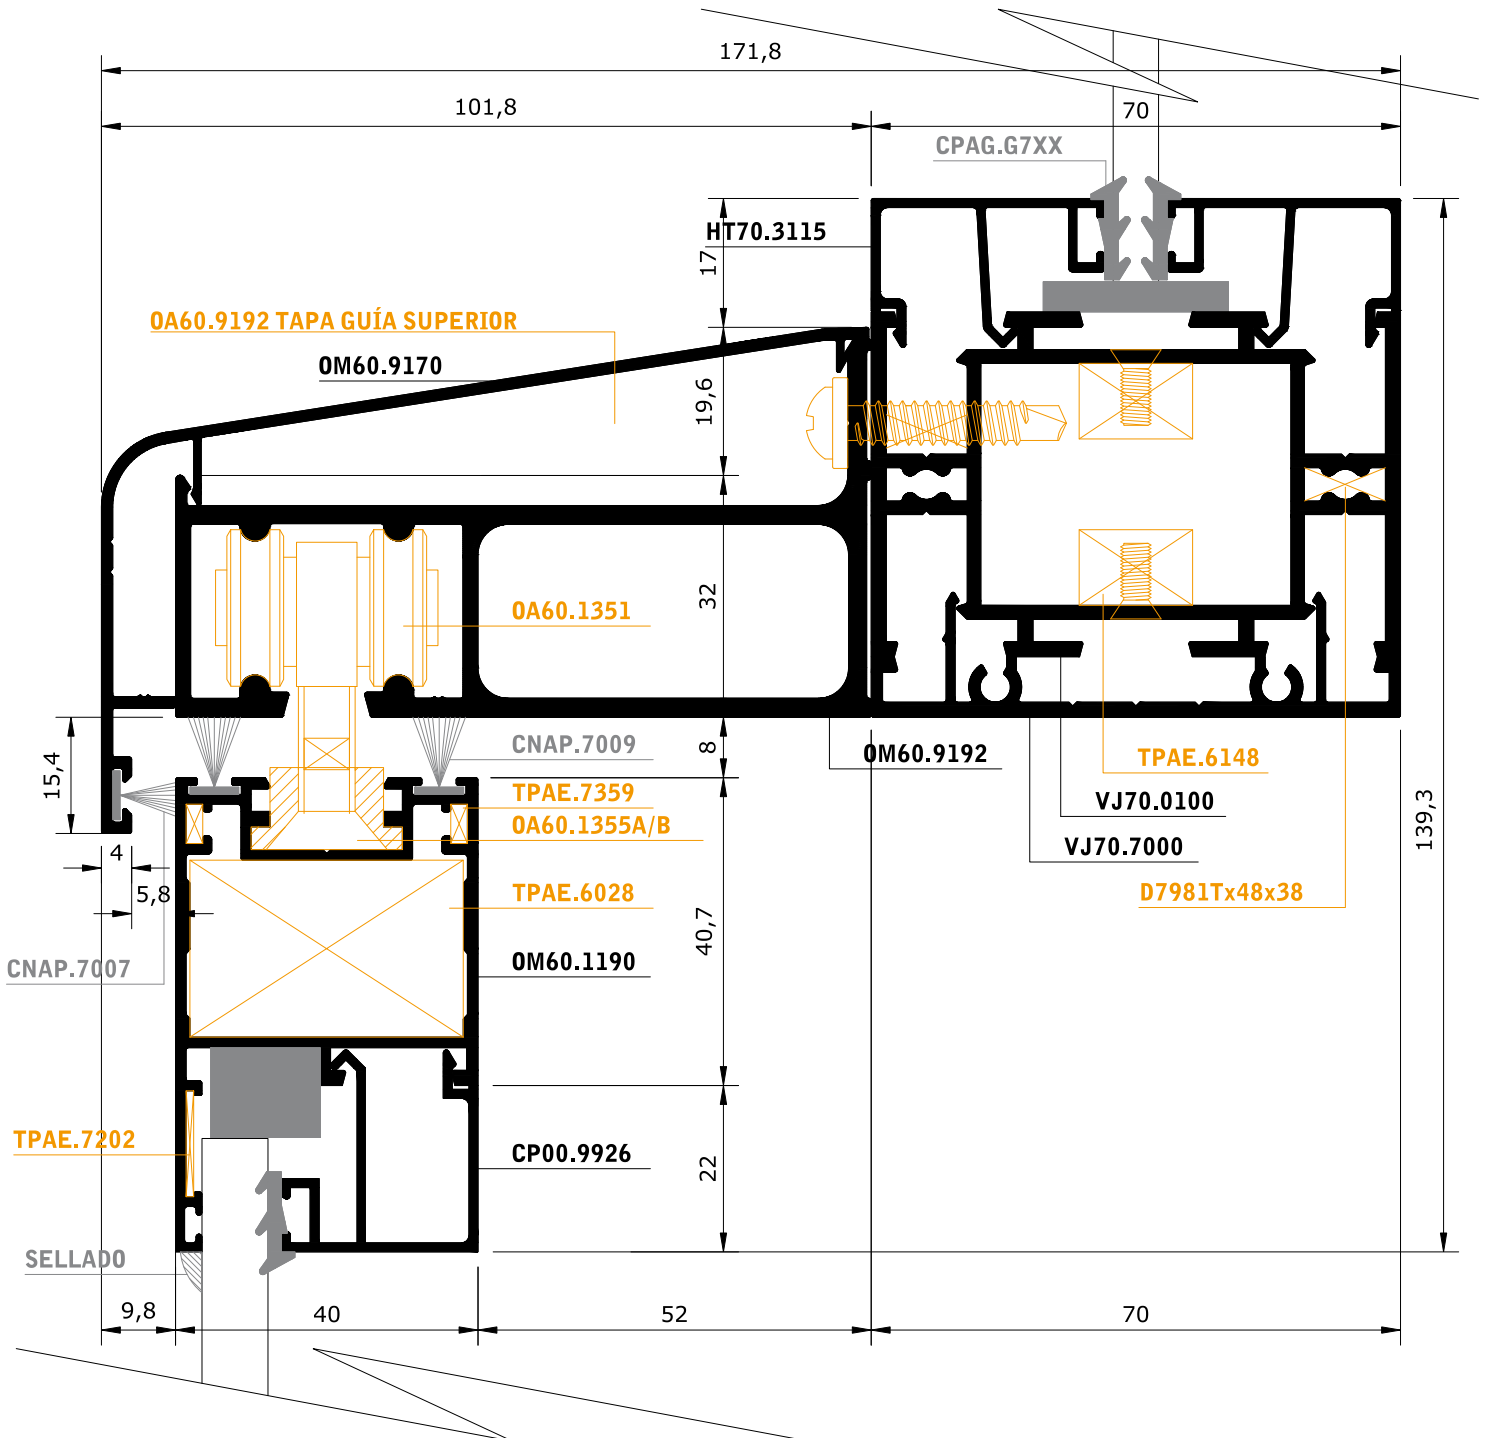 171,8
101,8
70
CPAG.G7XX
HT70.3115
17
OA60.9192 TAPA GUÍA SUPERIOR
OM60.9170
19,6
32
OA60.1351
CNAP.7009
8
OM60.9192
TPAE.6148
15,4
TPAE.7359
VJ70.0100
139,3
OA60.1355A/B
4
VJ70.7000
5,8
TPAE.6028
D7981Tx48x38
40,7
CNAP.7007
OM60.1190
TPAE.7202
CP00.9926
22
SELLADO
9,8
40
52
70